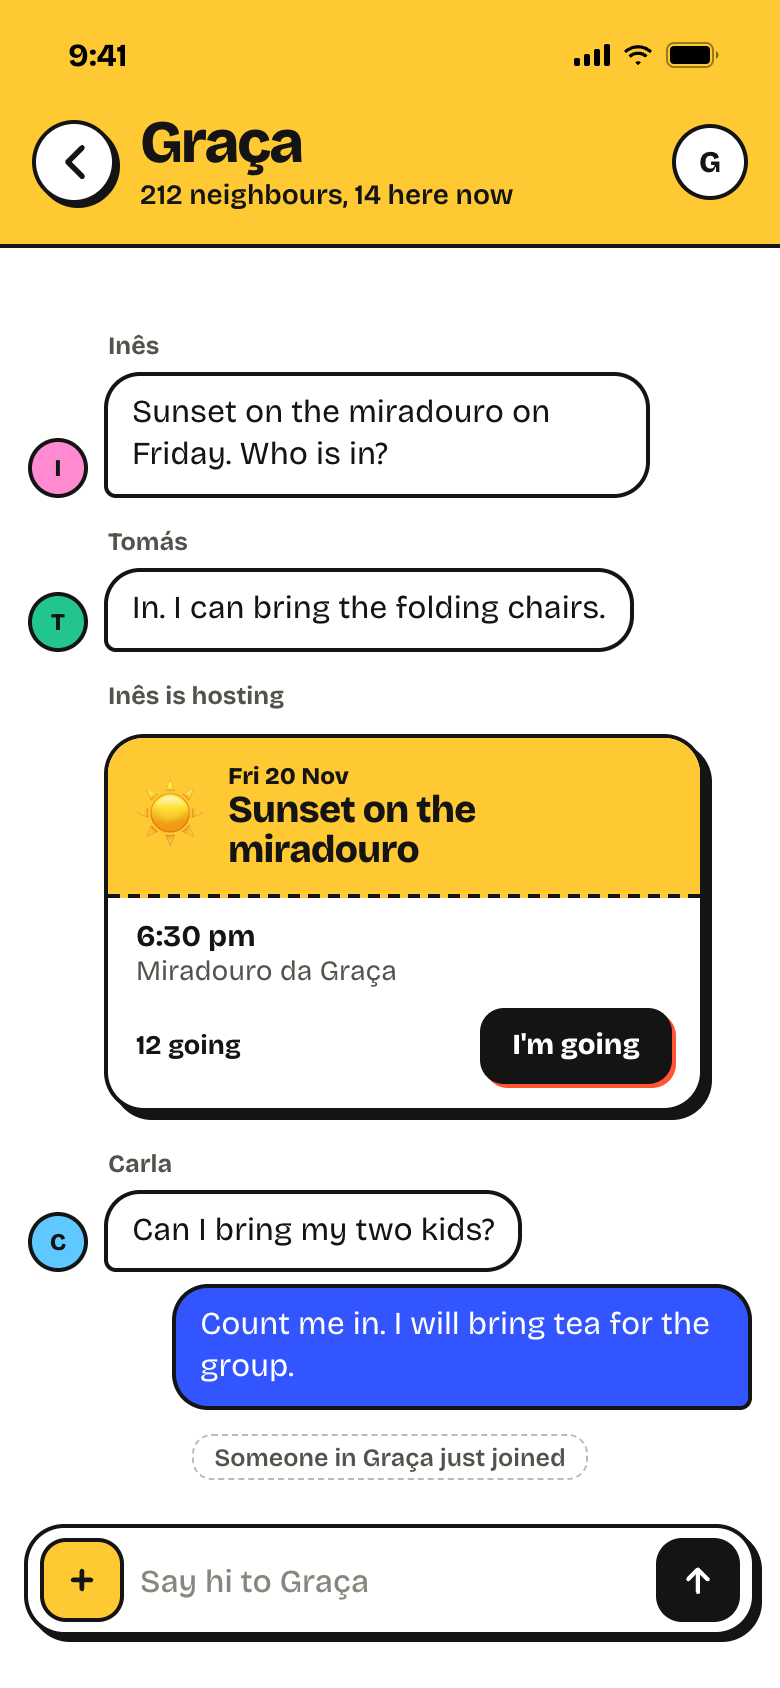 9:41
Graça
212 neighbours, 14 here now
G
Inês
Sunset on the miradouro on
Friday. Who is in?
I
Tomás
In. I can bring the folding chairs.
T
Inês is hosting
Fri 20 Nov
Sunset on the
miradouro
6:30 pm
Miradouro da Graça
12 going
I'm going
Carla
Can I bring my two kids?
C
Count me in. I will bring tea for the
group.
Someone in Graça just joined
Say hi to Graça